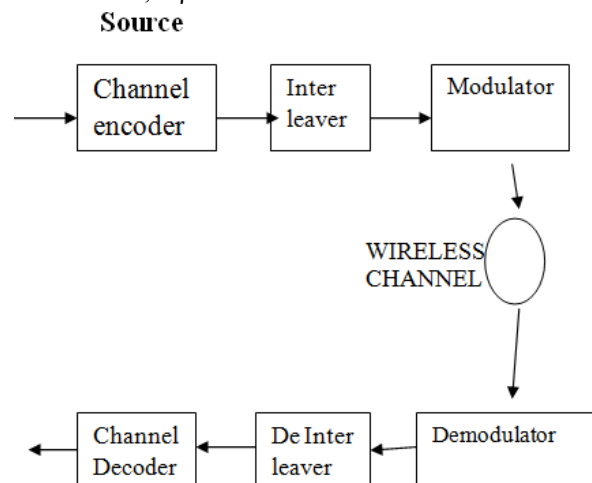 Source
Channel
encoder
Inter
leaver
Modulator
WIRELESS
CHANNEL
Channel
Decoder
De Inter
leaver
Demodulator